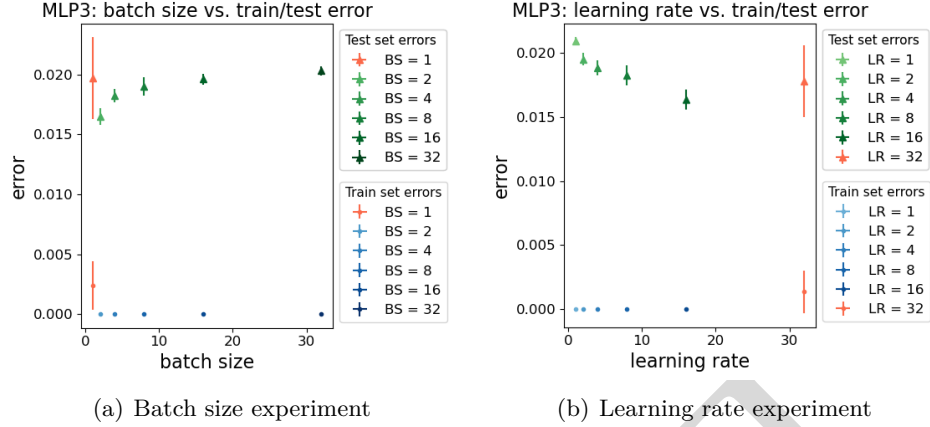 MLP3: batch size vs. train/test error
0.020
0.015
0.010
0.005
0.000
error
0
10
20
30
batch size
Test set errors
BS = 1
BS = 2
BS = 4
BS = 8
BS = 16
BS = 32
Train set errors
BS = 1
BS = 2
BS = 4
BS = 8
BS = 16
BS = 32
(a) Batch size experiment
MLP3: learning rate vs. train/test error
0.020
0.015
0.010
0.005
0.000
error
0
10
20
30
learning rate
Test set errors
LR = 1
LR = 2
LR = 4
LR = 8
LR = 16
LR = 32
Train set errors
LR = 1
LR = 2
LR = 4
LR = 8
LR = 16
LR = 32
(b) Learning rate experiment